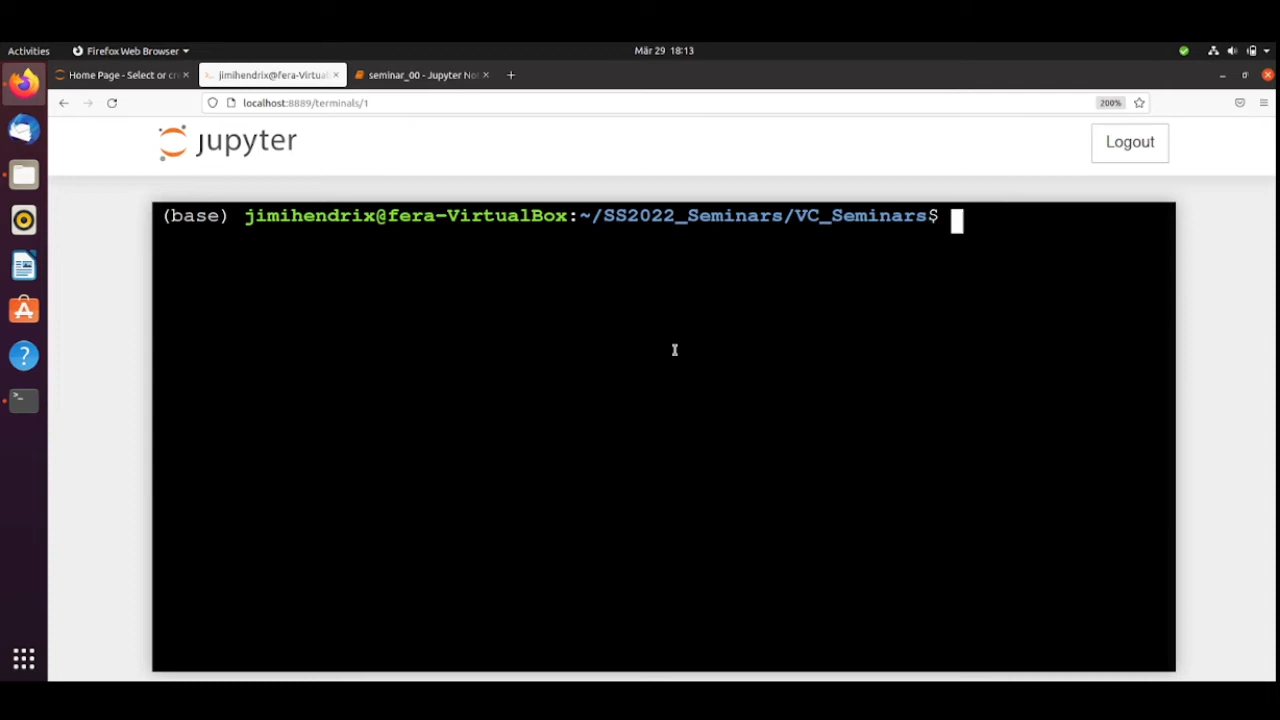 Activities
Firefox Web Browser
Mär 29 18:13
Home Page - Select or cr
jimihendrix@fera-Virtual
seminar_00 - Jupyter Not
localhost:8889/terminals/1
200%
jupyter
Logout
(base) jimihendrix@fera-VirtualBox:~/SS2022_Seminars/VC_Seminars$